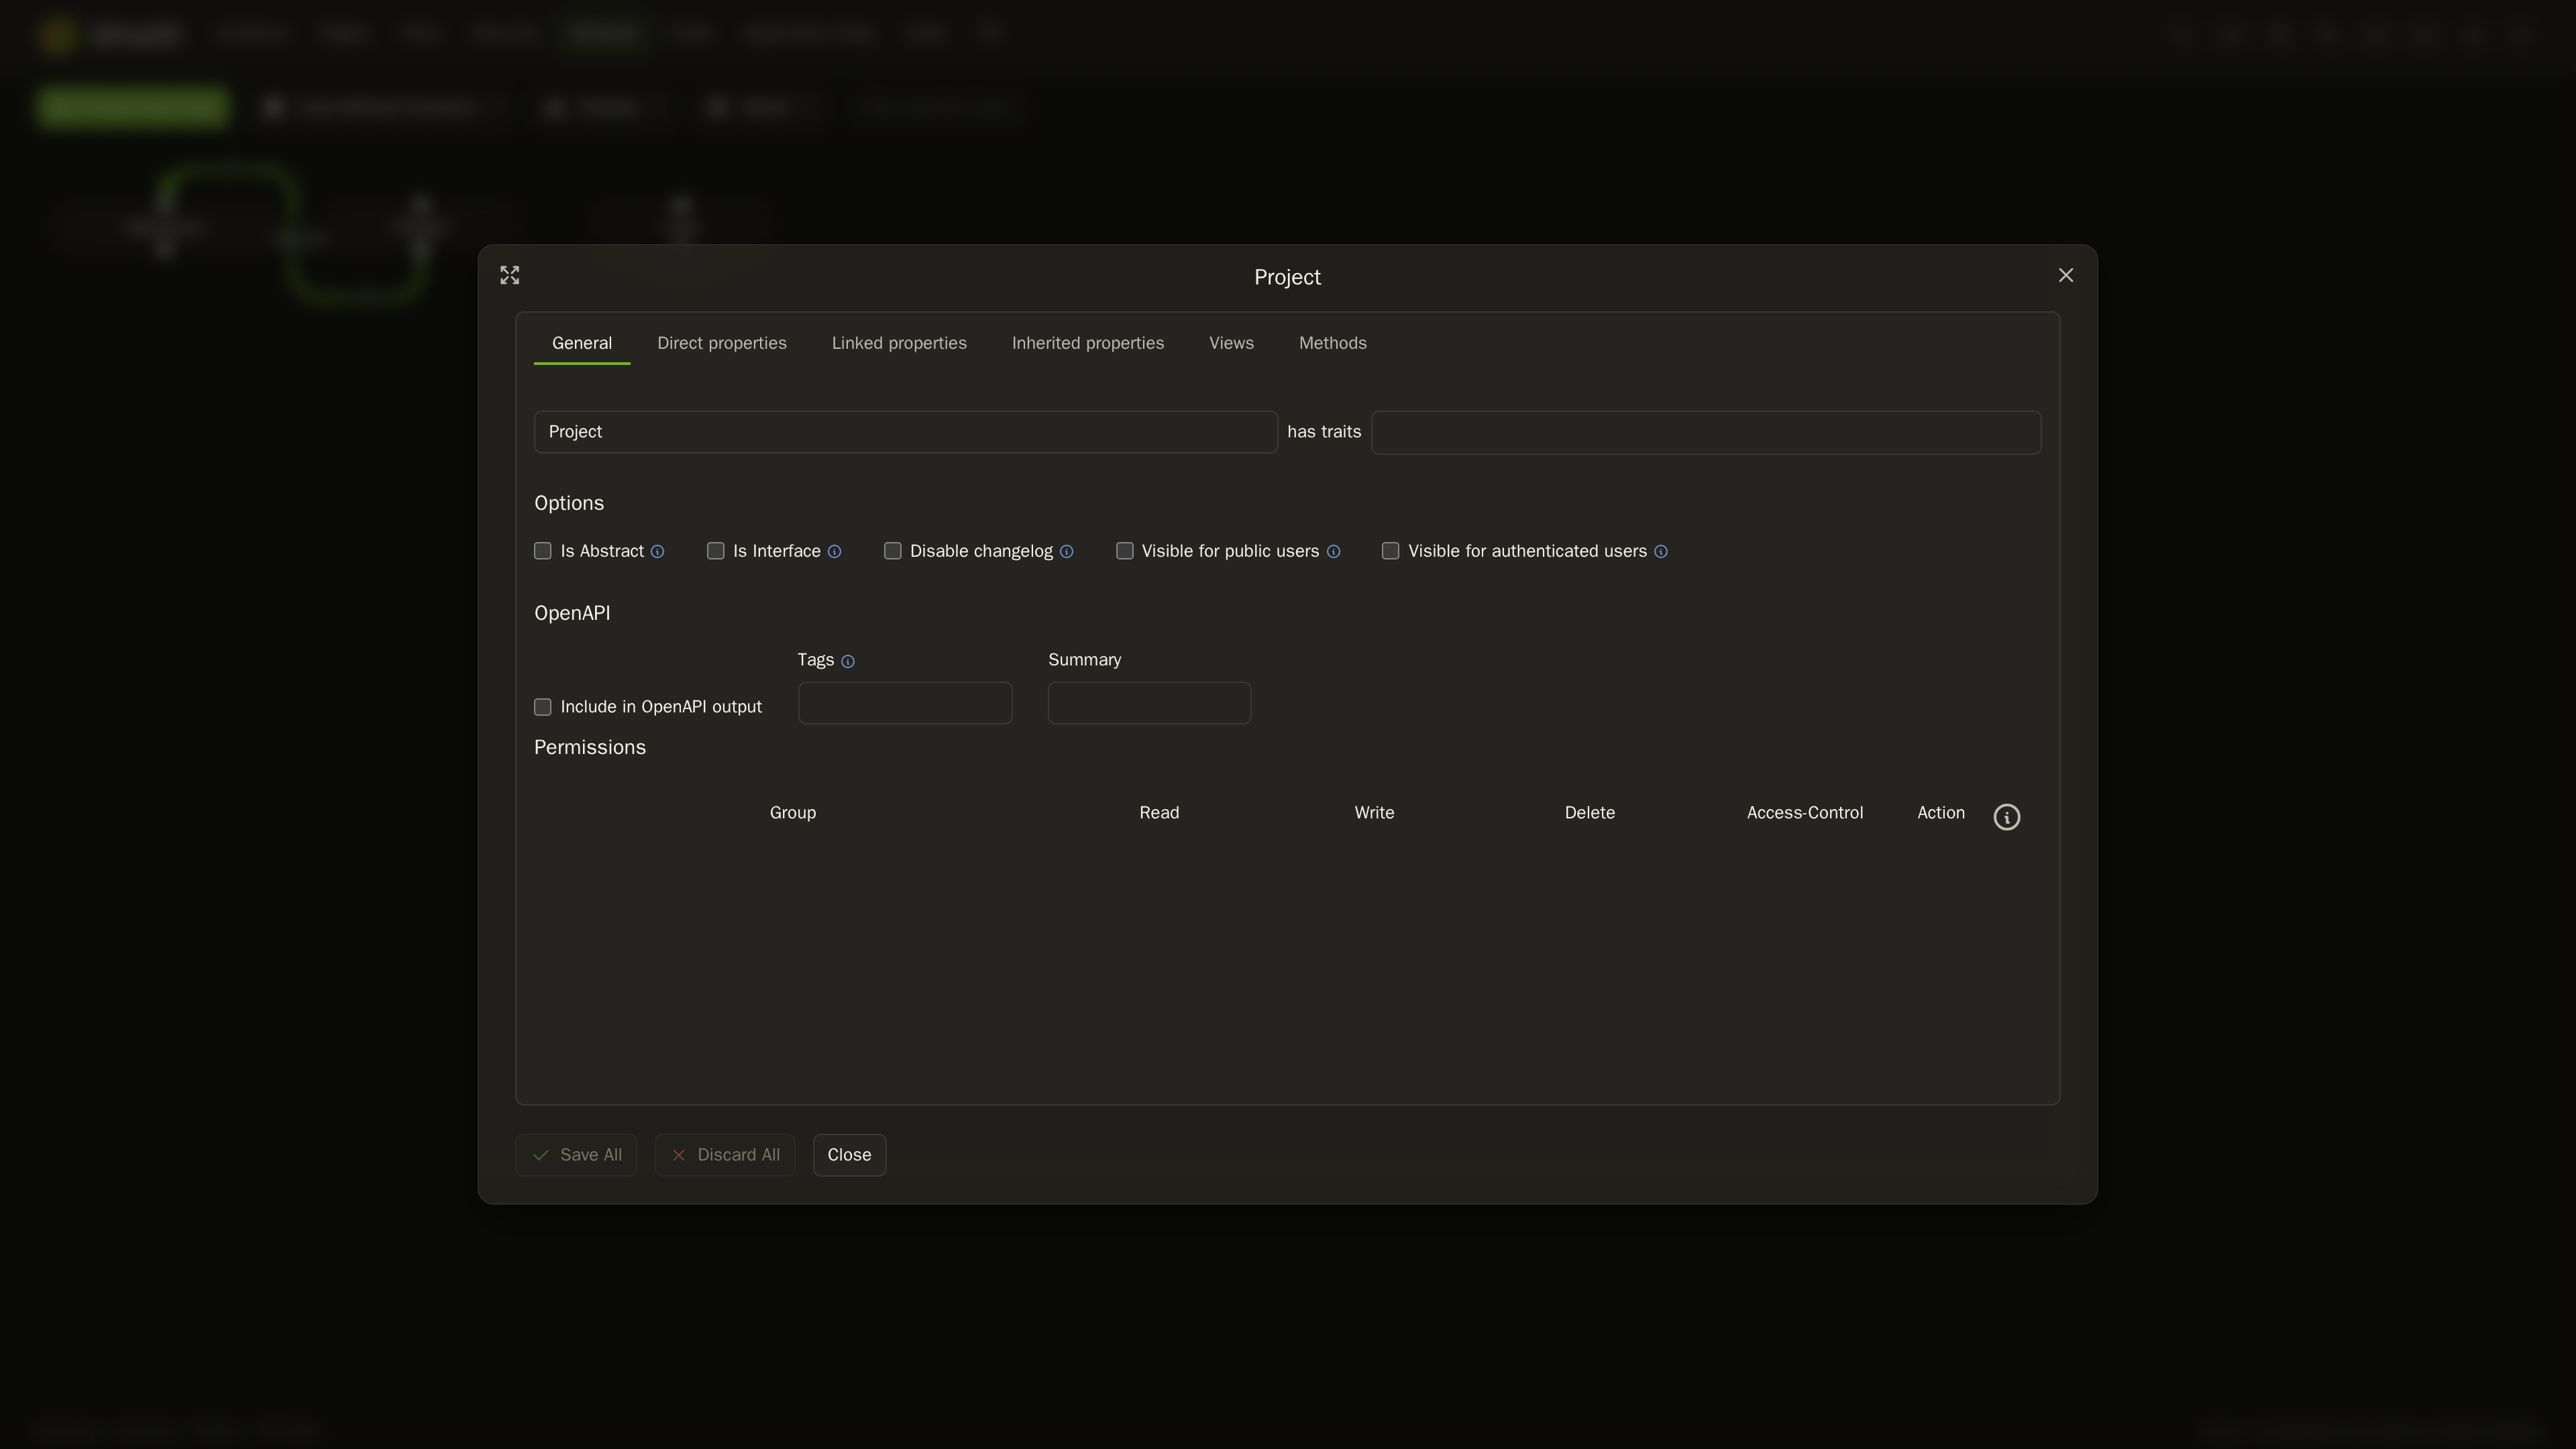 Project
General Direct properties Linked properties Inherited properties Views Methods
Project has traits
Options
Is Abstract Is Interface Disable changelog Visible for public users Visible for authenticated users
OpenAPI
Tags Summary
Include in OpenAPI output
Permissions
Group Read Write Delete Access-Control Action
Save All Discard All Close